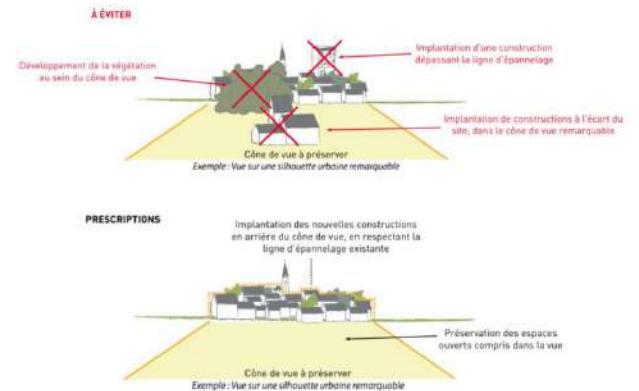 À ÉVITER
Implantation d'une construction
dépassant la ligne d'épannelage
Développement de la végétation
au sein du cône de vue
Implantation de constructions à l'écart du
site, dans le cône de vue remarquable
Cône de vue à préserver
Exemple : Vue sur une silhouette urbaine remarquable
PRESCRIPTIONS
Implantation des nouvelles constructions
en arrière du cône de vue, en respectant la
ligne d'épannelage existante
Préservation des espaces
ouverts compris dans la vue
Cône de vue à préserver
Exemple : Vue sur une silhouette urbaine remarquable